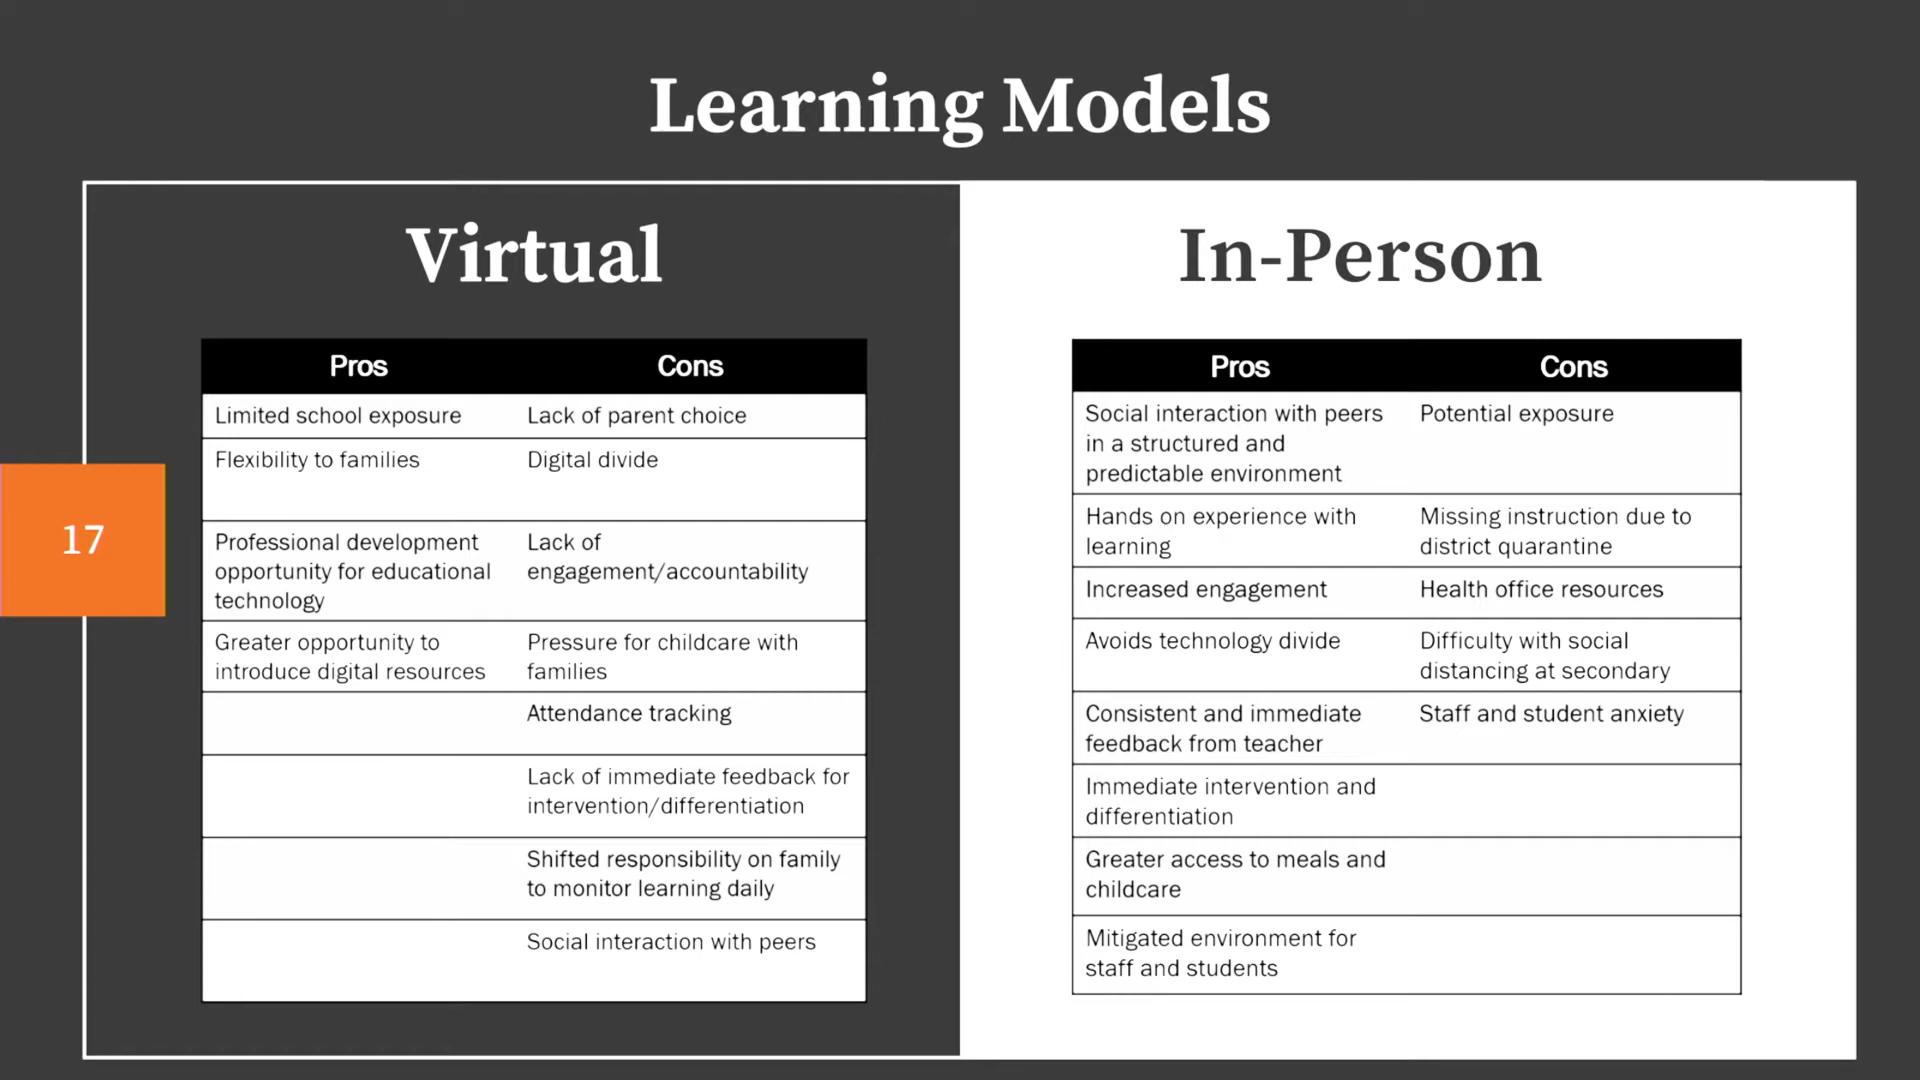 Learning Models
Virtual
Pros Cons
Limited school exposure Lack of parent choice
Flexibility to families Digital divide
Professional development Lack of
opportunity for educational engagement/accountability
technology
Greater opportunity to Pressure for childcare with
introduce digital resources families
Attendance tracking
Lack of immediate feedback for
intervention/differentiation
Shifted responsibility on family
to monitor learning daily
Social interaction with peers
In-Person
Pros Cons
Social interaction with peers Potential exposure
in a structured and
predictable environment
Hands on experience with Missing instruction due to
learning district quarantine
Increased engagement Health office resources
Avoids technology divide Difficulty with social
distancing at secondary
Consistent and immediate Staff and student anxiety
feedback from teacher
Immediate intervention and
differentiation
Greater access to meals and
childcare
Mitigated environment for
staff and students
17